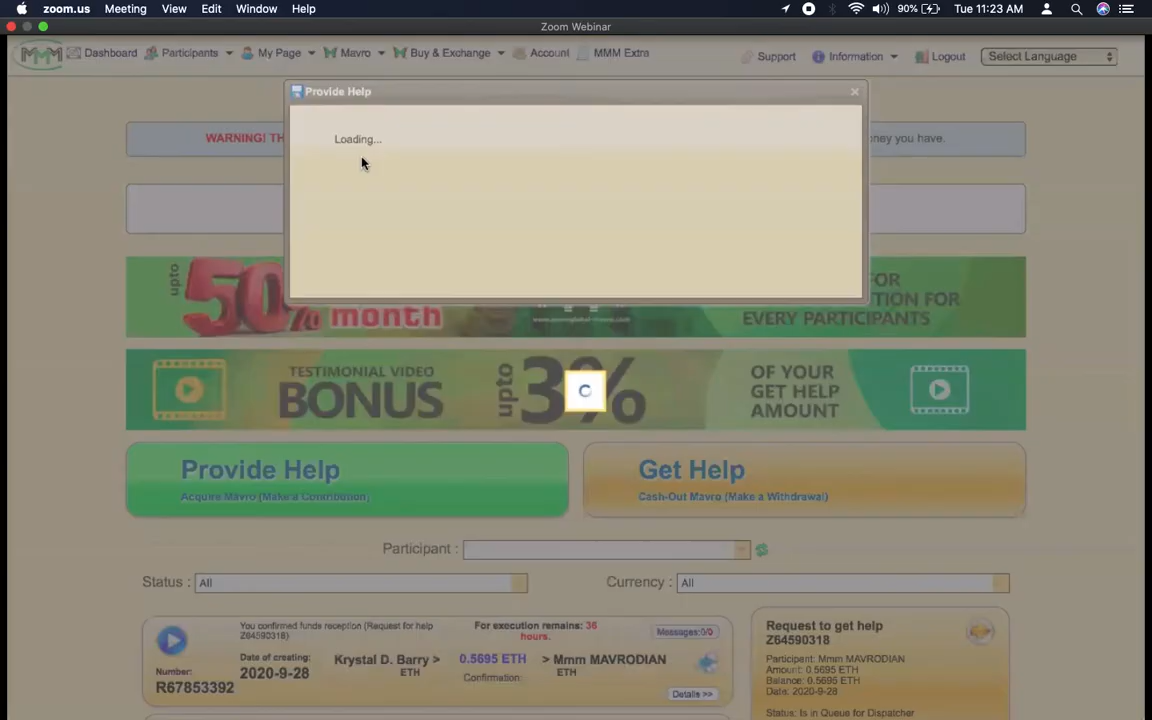 zoom.us Meeting View Edit Window Help 90% Tue 11:23 AM
Zoom Webinar
MMM Dashboard Participants My Page Mavro Buy & Exchange Account MMM Extra Support Information Logout Select Language
Provide Help
Loading...
WARNING! TH
ney you have.
upto 50% month
FOR
TION FOR
EVERY PARTICIPANTS
TESTIMONIAL VIDEO
BONUS
upto 3%
OF YOUR
GET HELP
AMOUNT
Provide Help
Acquire Mavro (Make a Contribution)
Get Help
Cash-Out Mavro (Make a Withdrawal)
Participant :
Status : All
Currency : All
You confirmed funds reception (Request for help
Z64590318)
For execution remains: 36
hours.
Messages:0/0
Number:
R67853392
Date of creating:
2020-9-28
Krystal D. Barry >
ETH
0.5695 ETH
Confirmation:
> Mmm MAVRODIAN
ETH
Details >>
Request to get help
Z64590318
Participant: Mmm MAVRODIAN
Amount: 0.5695 ETH
Balance: 0.5695 ETH
Date: 2020-9-28
Status: Is in Queue for Dispatcher